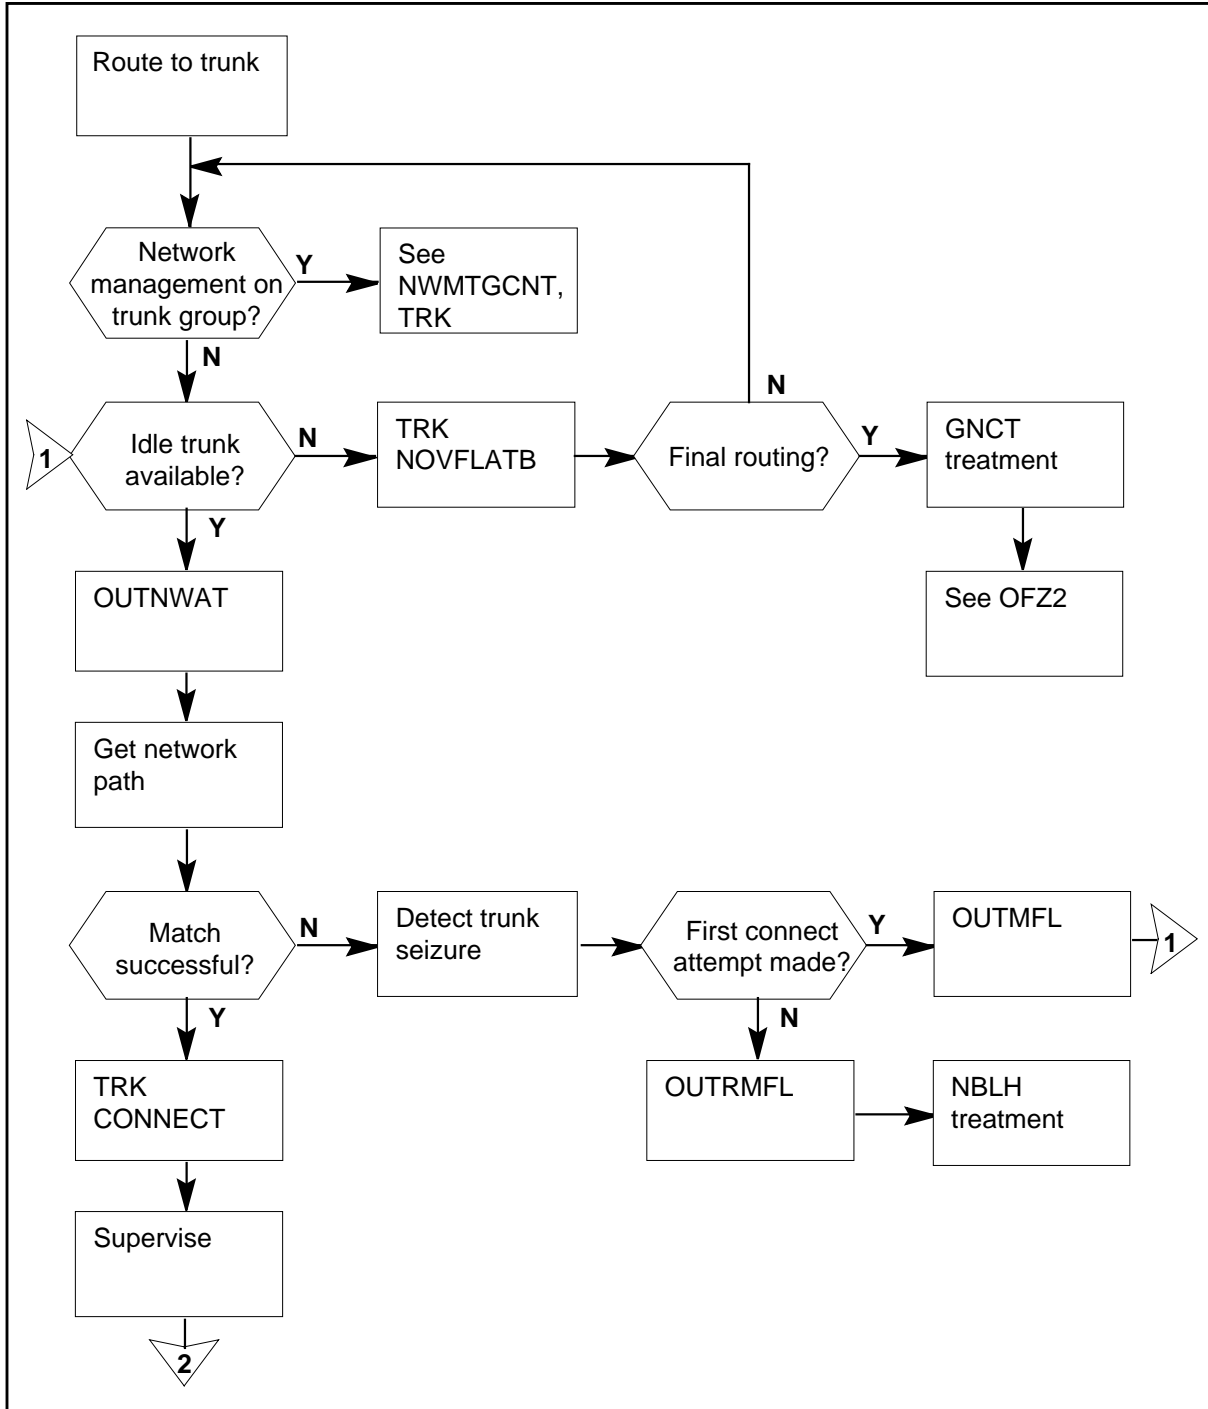 Route to trunk
Network
management on
trunk group?
Y
See
NWMTGCNT,
TRK
N
1
Idle trunk
available?
N
TRK
NOVFLATB
Final routing?
N
Y
GNCT
treatment
Y
OUTNWAT
See OFZ2
Get network
path
Match
successful?
N
Detect trunk
seizure
First connect
attempt made?
Y
OUTMFL
1
Y
N
TRK
CONNECT
OUTRMFL
NBLH
treatment
Supervise
2